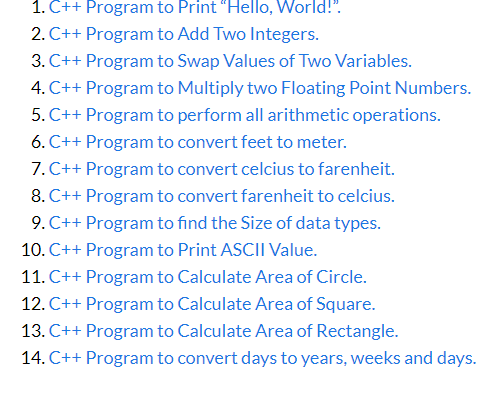 1. C++ Program to Print “Hello, World!”.
2. C++ Program to Add Two Integers.
3. C++ Program to Swap Values of Two Variables.
4. C++ Program to Multiply two Floating Point Numbers.
5. C++ Program to perform all arithmetic operations.
6. C++ Program to convert feet to meter.
7. C++ Program to convert celcius to farenheit.
8. C++ Program to convert farenheit to celcius.
9. C++ Program to find the Size of data types.
10. C++ Program to Print ASCII Value.
11. C++ Program to Calculate Area of Circle.
12. C++ Program to Calculate Area of Square.
13. C++ Program to Calculate Area of Rectangle.
14. C++ Program to convert days to years, weeks and days.